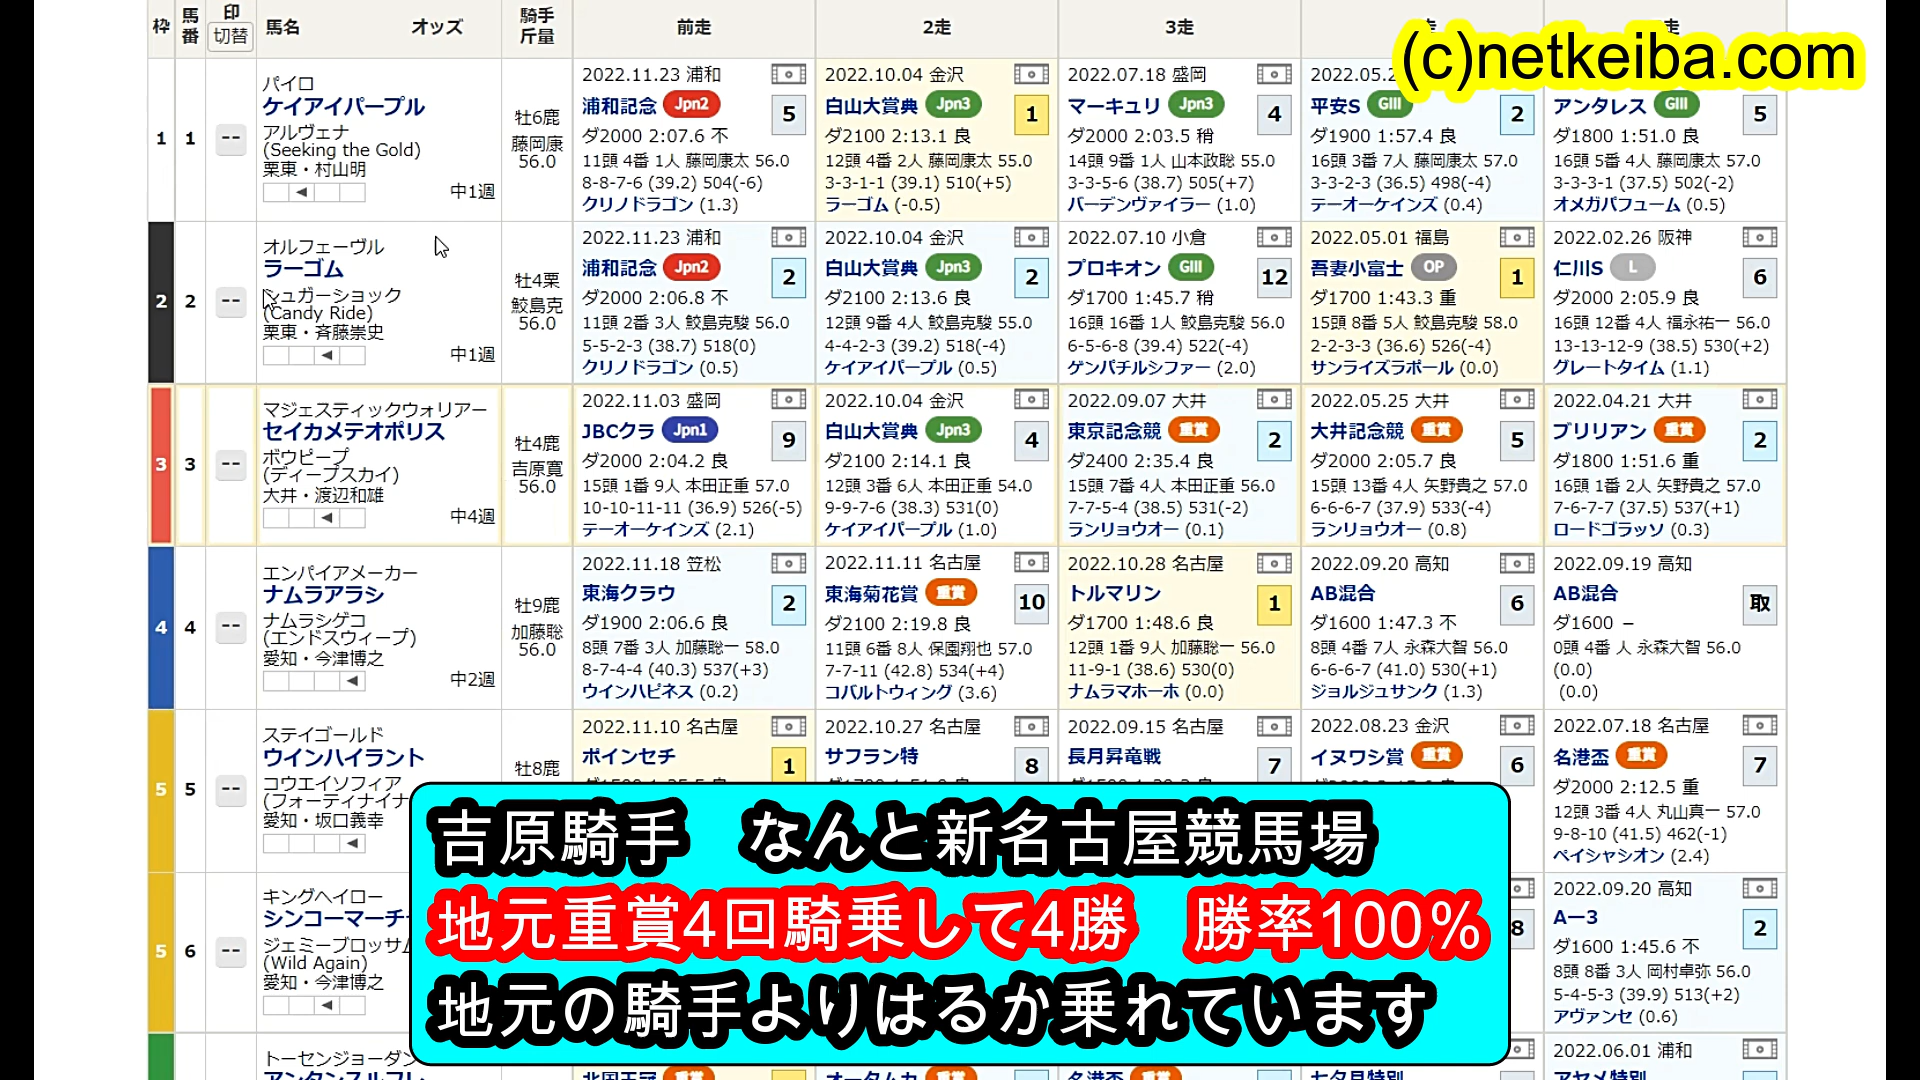 枠 馬番 印 切替 馬名 オッズ 騎手 斤量 前走 2走 3走 走
(c)netkeiba.com
1 1 --
パイロ
ケイアイパープル
アルヴェナ
(Seeking the Gold)
栗東・村山明
中1週
牡6鹿
藤岡康
56.0
2022.11.23 浦和
浦和記念 Jpn2 5
ダ2000 2:07.6 不
11頭 4番 1人 藤岡康太 56.0
8-8-7-6 (39.2) 504(-6)
クリノドラゴン (1.3)
2022.10.04 金沢
白山大賞典 Jpn3 1
ダ2100 2:13.1 良
12頭 4番 2人 藤岡康太 55.0
3-3-1-1 (39.1) 510(+5)
ラーゴム (-0.5)
2022.07.18 盛岡
マーキュリ Jpn3 4
ダ2000 2:03.5 稍
14頭 9番 1人 山本政聡 55.0
3-3-5-6 (38.7) 505(+7)
バーデンヴァイラー (1.0)
2022.05.2
平安S GIII 2
ダ1900 1:57.4 良
16頭 3番 7人 藤岡康太 57.0
3-3-2-3 (36.5) 498(-4)
テーオーケインズ (0.4)
アンタレス GIII 5
ダ1800 1:51.0 良
16頭 5番 4人 藤岡康太 57.0
3-3-3-1 (37.5) 502(-2)
オメガパフューム (0.5)
2 2 --
オルフェーヴル
ラーゴム
シュガーショック
(Candy Ride)
栗東・斉藤崇史
中1週
牡4栗
鮫島克
56.0
2022.11.23 浦和
浦和記念 Jpn2 2
ダ2000 2:06.8 不
11頭 2番 3人 鮫島克駿 56.0
5-5-2-3 (38.7) 518(0)
クリノドラゴン (0.5)
2022.10.04 金沢
白山大賞典 Jpn3 2
ダ2100 2:13.6 良
12頭 9番 4人 鮫島克駿 55.0
4-4-2-3 (39.2) 518(-4)
ケイアイパープル (0.5)
2022.07.10 小倉
プロキオン GIII 12
ダ1700 1:45.7 稍
16頭 16番 1人 鮫島克駿 56.0
6-5-6-8 (39.4) 522(-4)
ゲンパチルシファー (2.0)
2022.05.01 福島
吾妻小富士 OP 1
ダ1700 1:43.3 重
15頭 8番 5人 鮫島克駿 58.0
2-2-3-3 (36.6) 526(-4)
サンライズラポール (0.0)
2022.02.26 阪神
仁川S L 6
ダ2000 2:05.9 良
16頭 12番 4人 福永祐一 56.0
13-13-12-9 (38.5) 530(+2)
グレートタイム (1.1)
3 3 --
マジェスティックウォリアー
セイカメテオポリス
ボウピープ
(ディープスカイ)
大井・渡辺和雄
中4週
牡4鹿
吉原寛
56.0
2022.11.03 盛岡
JBCクラ Jpn1 9
ダ2000 2:04.2 良
15頭 1番 9人 本田正重 57.0
10-10-11-11 (36.9) 526(-5)
テーオーケインズ (2.1)
2022.10.04 金沢
白山大賞典 Jpn3 4
ダ2100 2:14.1 良
12頭 3番 6人 本田正重 54.0
9-9-7-6 (38.3) 531(0)
ケイアイパープル (1.0)
2022.09.07 大井
東京記念競 重賞 2
ダ2400 2:35.4 良
15頭 7番 4人 本田正重 56.0
7-7-5-4 (38.5) 531(-2)
ランリョウオー (0.1)
2022.05.25 大井
大井記念競 重賞 5
ダ2000 2:05.7 良
15頭 13番 4人 矢野貴之 57.0
6-6-6-7 (37.9) 533(-4)
ランリョウオー (0.8)
2022.04.21 大井
ブリリアン 重賞 2
ダ1800 1:51.6 重
16頭 1番 2人 矢野貴之 57.0
7-6-7-7 (37.5) 537(+1)
ロードゴラッソ (0.3)
4 4 --
エンパイアメーカー
ナムラアラシ
ナムラシゲコ
(エンドスウィープ)
愛知・今津博之
中2週
牡9鹿
加藤聡
56.0
2022.11.18 笠松
東海クラウ 2
ダ1900 2:06.6 良
8頭 7番 3人 加藤聡一 58.0
8-7-4-4 (40.3) 537(+3)
ウインハピネス (0.2)
2022.11.11 名古屋
東海菊花賞 重賞 10
ダ2100 2:19.8 良
11頭 6番 8人 保園翔也 57.0
7-7-11 (42.8) 534(+4)
コバルトウィング (3.6)
2022.10.28 名古屋
トルマリン 1
ダ1700 1:48.6 良
12頭 1番 9人 加藤聡一 56.0
11-9-1 (38.6) 530(0)
ナムラマホーホ (0.0)
2022.09.20 高知
AB混合 6
ダ1600 1:47.3 不
8頭 4番 7人 永森大智 56.0
6-6-6-7 (41.0) 530(+1)
ジョルジュサンク (1.3)
2022.09.19 高知
AB混合 取
ダ1600 –
0頭 4番 人 永森大智 56.0
(0.0)
(0.0)
5 5 --
ステイゴールド
ウインハイラント
コウエイソフィア
(フォーティナイナ
愛知・坂口義幸
牡8鹿
2022.11.10 名古屋
ポインセチ 1
2022.10.27 名古屋
サフラン特 8
2022.09.15 名古屋
長月昇竜戦 7
2022.08.23 金沢
イヌワシ賞 重賞 6
2022.07.18 名古屋
名港盃 重賞 7
ダ2000 2:12.5 重
12頭 3番 4人 丸山真一 57.0
9-8-10 (41.5) 462(-1)
ペイシャシオン (2.4)
5 6 --
キングヘイロー
シンコーマーチ
ジェミーブロッサム
(Wild Again)
愛知・今津博之
8
2022.09.20 高知
A−3 2
ダ1600 1:45.6 不
8頭 8番 3人 岡村卓弥 56.0
5-4-5-3 (39.9) 513(+2)
アヴァンセ (0.6)
吉原騎手 なんと新名古屋競馬場
地元重賞4回騎乗して4勝 勝率100%
地元の騎手よりはるか乗れています
トーセンジョーダン
2022.06.01 浦和